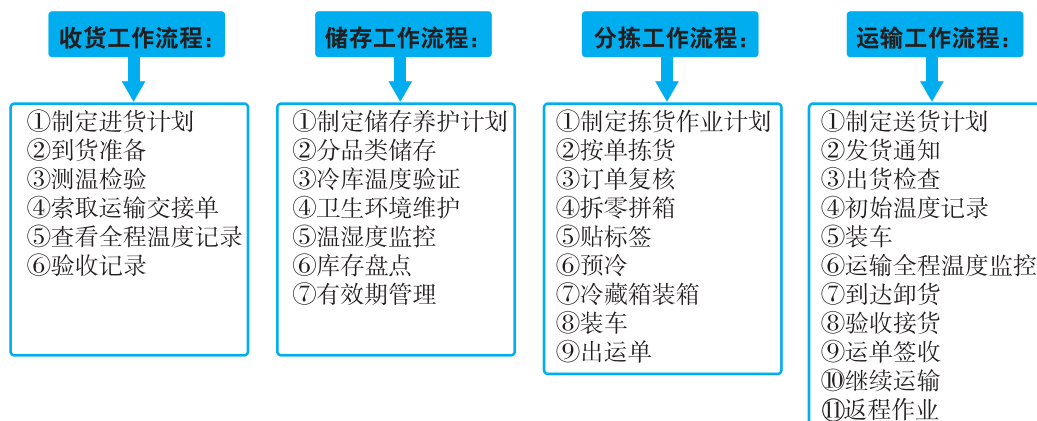 收货工作流程：
①制定进货计划
②到货准备
③测温检验
④索取运输交接单
⑤查看全程温度记录
⑥验收记录
储存工作流程：
①制定储存养护计划
②分品类储存
③冷库温度验证
④卫生环境维护
⑤温湿度监控
⑥库存盘点
⑦有效期管理
分拣工作流程：
①制定拣货作业计划
②按单拣货
③订单复核
④拆零拼箱
⑤贴标签
⑥预冷
⑦冷藏箱装箱
⑧装车
⑨出运单
运输工作流程：
①制定送货计划
②发货通知
③出货检查
④初始温度记录
⑤装车
⑥运输全程温度监控
⑦到达卸货
⑧验收接货
⑨运单签收
⑩继续运输
⑪返程作业